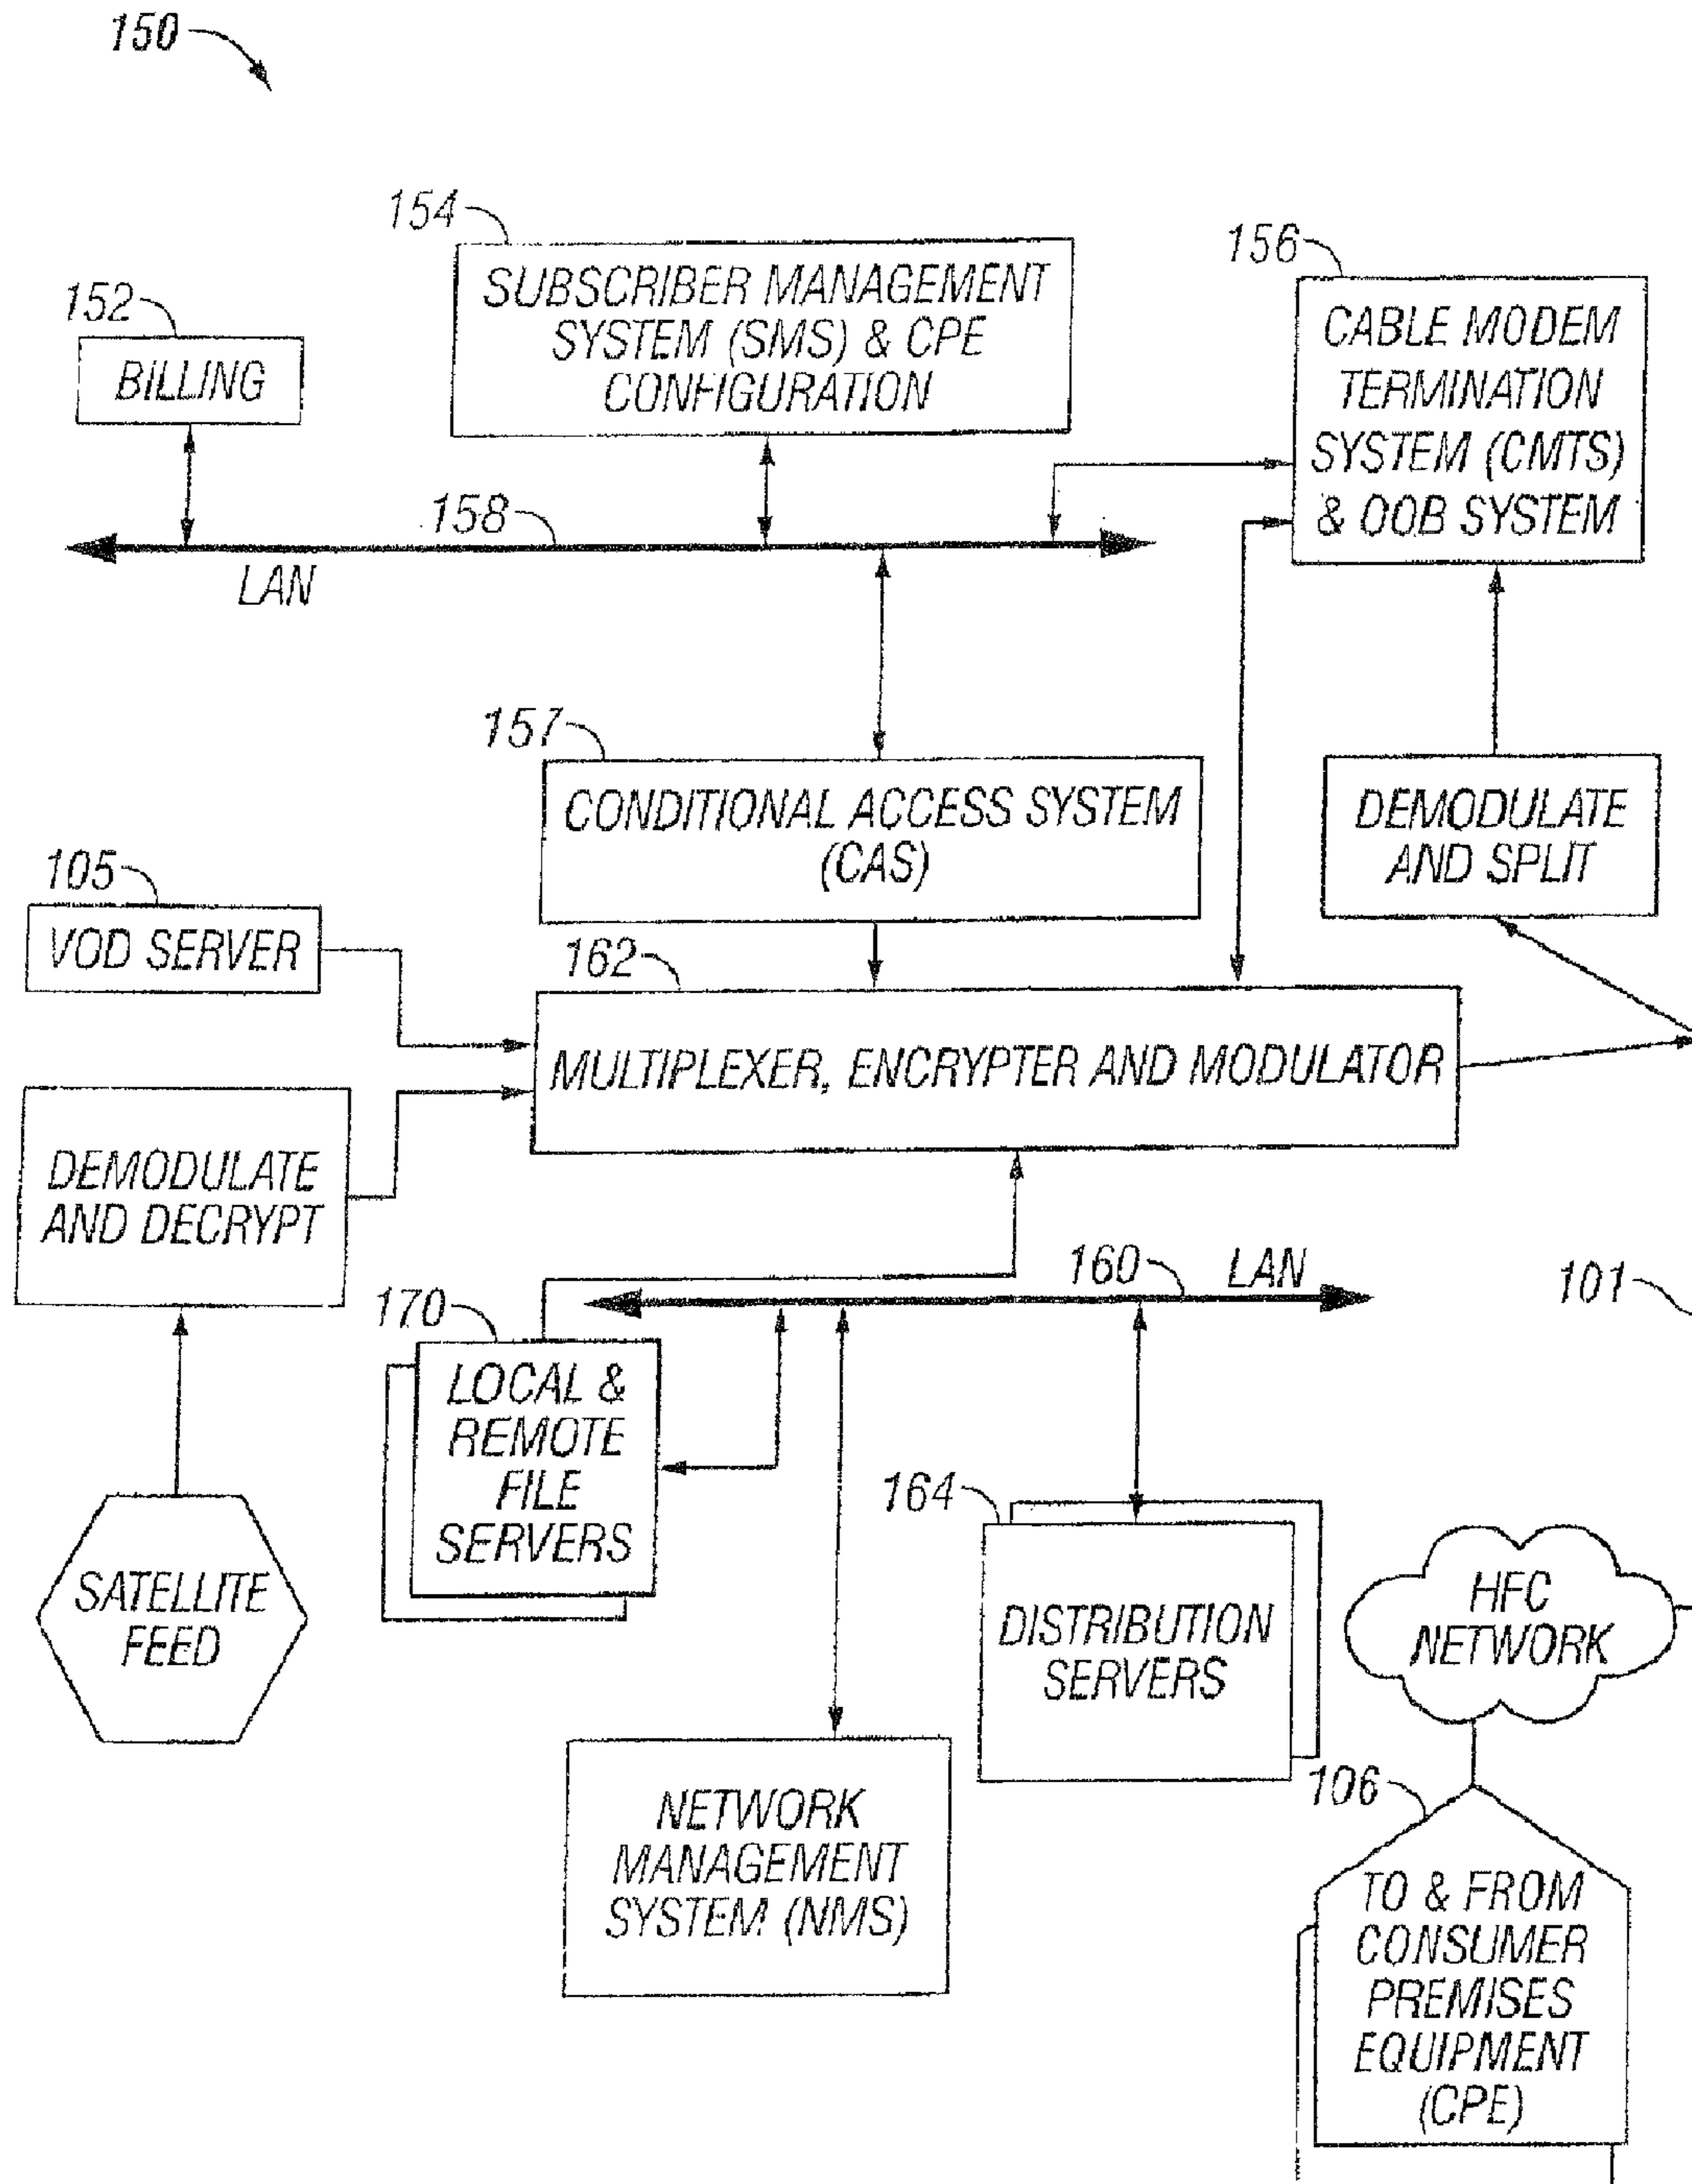 150
154
SUBSCRIBER MANAGEMENT
SYSTEM (SMS) & CPE
CONFIGURATION
156
CABLE MODEM
TERMINATION
SYSTEM (CMTS)
& OOB SYSTEM
152
BILLING
158
LAN
157
CONDITIONAL ACCESS SYSTEM
(CAS)
DEMODULATE
AND SPLIT
105
VOD SERVER
162
MULTIPLEXER, ENCRYPTER AND MODULATOR
DEMODULATE
AND DECRYPT
160
LAN
101
170
LOCAL &
REMOTE
FILE
SERVERS
164
DISTRIBUTION
SERVERS
SATELLITE
FEED
HFC
NETWORK
NETWORK
MANAGEMENT
SYSTEM (NMS)
106
TO & FROM
CONSUMER
PREMISES
EQUIPMENT
(CPE)